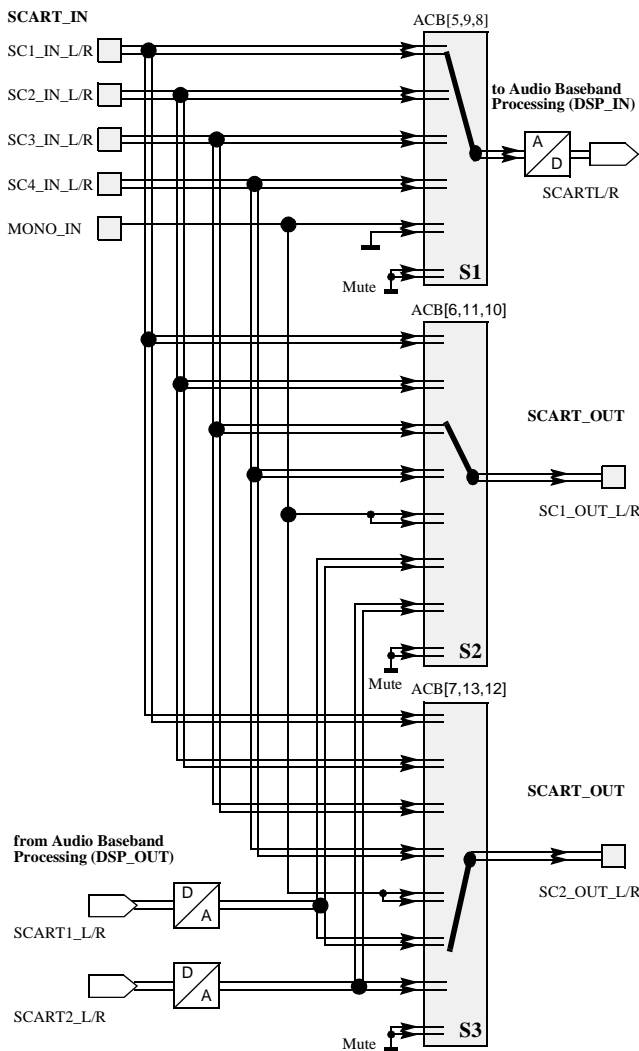 SCART_IN
ACB[5,9,8]
SC1_IN_L/R
SC2_IN_L/R
to Audio Baseband
Processing (DSP_IN)
SC3_IN_L/R
A
D
SC4_IN_L/R
SCARTL/R
MONO_IN
S1
Mute
ACB[6,11,10]
SCART_OUT
SC1_OUT_L/R
S2
Mute
ACB[7,13,12]
SCART_OUT
from Audio Baseband
Processing (DSP_OUT)
D
A
SC2_OUT_L/R
SCART1_L/R
D
A
SCART2_L/R
S3
Mute